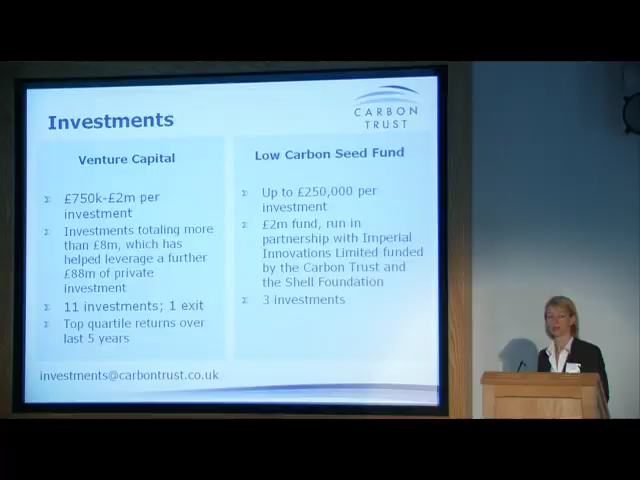 CARBON
TRUST
Investments
Venture Capital
Σ £750k-£2m per
investment
Σ Investments totaling more
than £8m, which has
helped leverage a further
£88m of private
investment
Σ 11 investments; 1 exit
Σ Top quartile returns over
last 5 years
Low Carbon Seed Fund
Σ Up to £250,000 per
investment
Σ £2m fund, run in
partnership with Imperial
Innovations Limited funded
by the Carbon Trust and
the Shell Foundation
Σ 3 investments
investments@carbontrust.co.uk